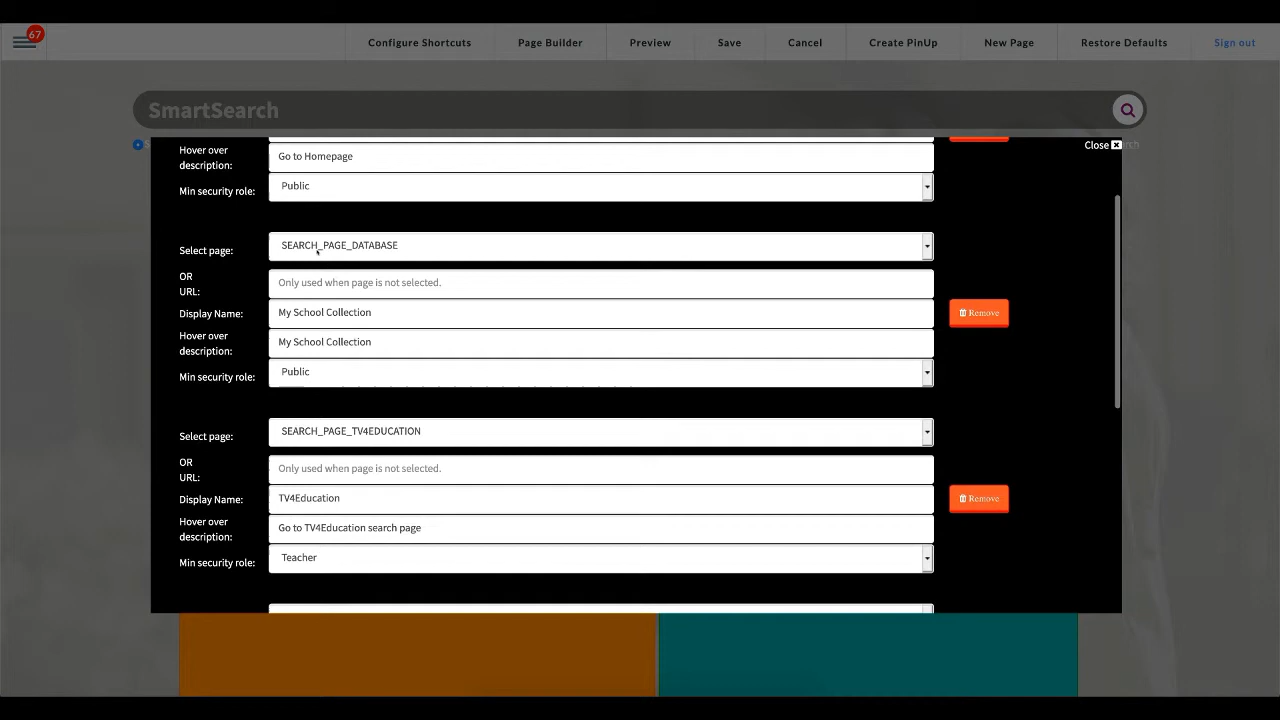 67
Configure Shortcuts
Page Builder
Preview
Save
Cancel
Create PinUp
New Page
Restore Defaults
Sign out
SmartSearch
Close
Hover over
description:
Go to Homepage
Min security role:
Public
Select page:
SEARCH_PAGE_DATABASE
OR
URL:
Only used when page is not selected.
Display Name:
My School Collection
Remove
Hover over
description:
My School Collection
Min security role:
Public
Select page:
SEARCH_PAGE_TV4EDUCATION
OR
URL:
Only used when page is not selected.
Display Name:
TV4Education
Remove
Hover over
description:
Go to TV4Education search page
Min security role:
Teacher